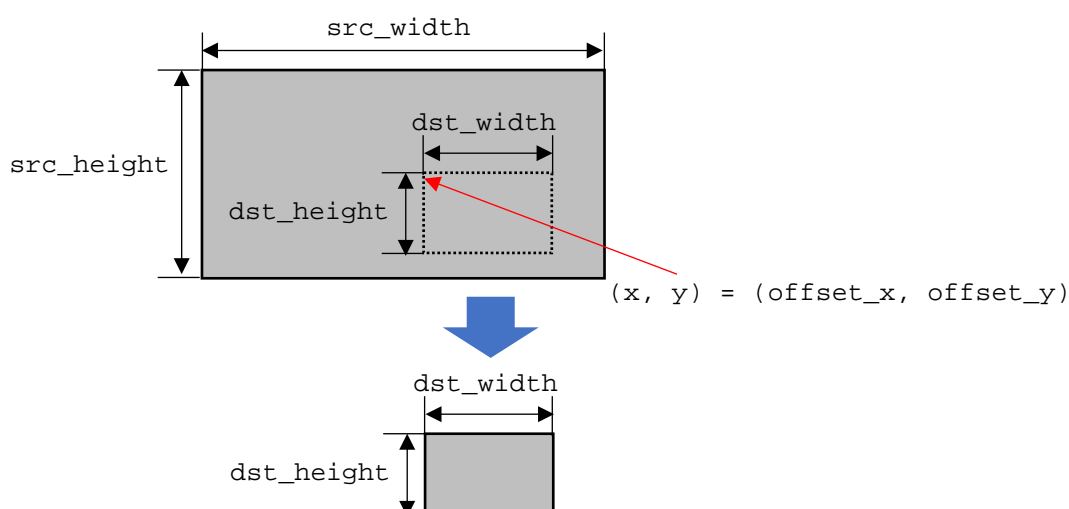 src_width
dst_width
src_height
dst_height
(x, y) = (offset_x, offset_y)
dst_width
dst_height